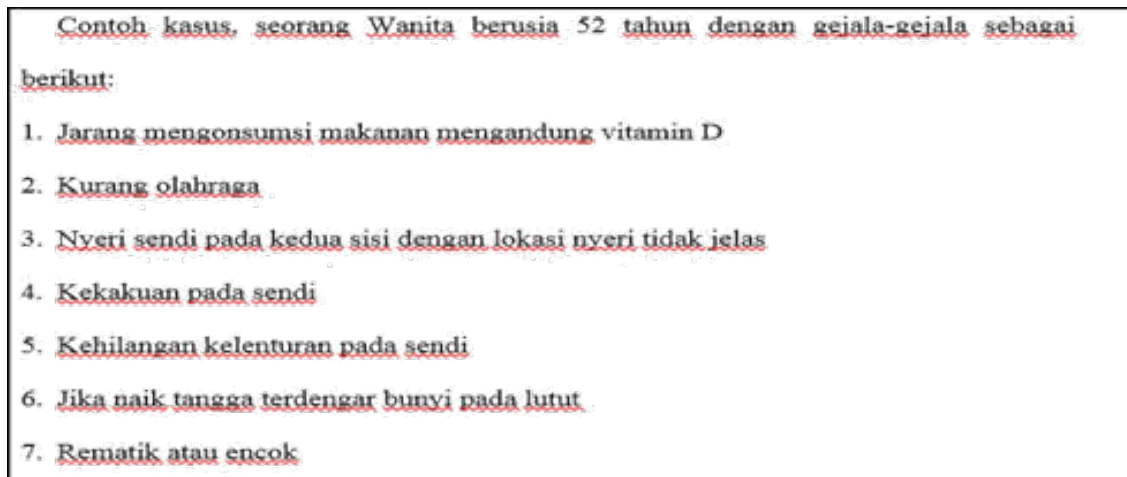 Contoh kasus, seorang Wanita berusia 52 tahun dengan gejala-gejala sebagai
berikut:
1. Jarang mengonsumsi makanan mengandung vitamin D
2. Kurang olahraga
3. Nyeri sendi pada kedua sisi dengan lokasi nyeri tidak jelas
4. Kekakuan pada sendi
5. Kehilangan kelenturan pada sendi
6. Jika naik tangga terdengar bunyi pada lutut
7. Rematik atau encok